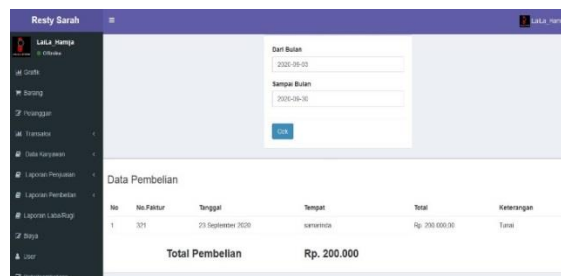 Resty Sarah
LaiLa_Hamja
LaiLa_Ham
Offline
Grafik
Barang
Pelanggan
Transaksi
Data Karyawan
Laporan Penjualan
Laporan Pembelian
Laporan Laba/Rugi
Biaya
User
Dari Bulan
2020-09-03
Sampai Bulan
2020-09-30
Data Pembelian
No No.Faktur Tanggal Tempat Total Keterangan
1 321 23 September 2020 samarinda Rp. 200.000,00 Tunai
Total Pembelian Rp. 200.000